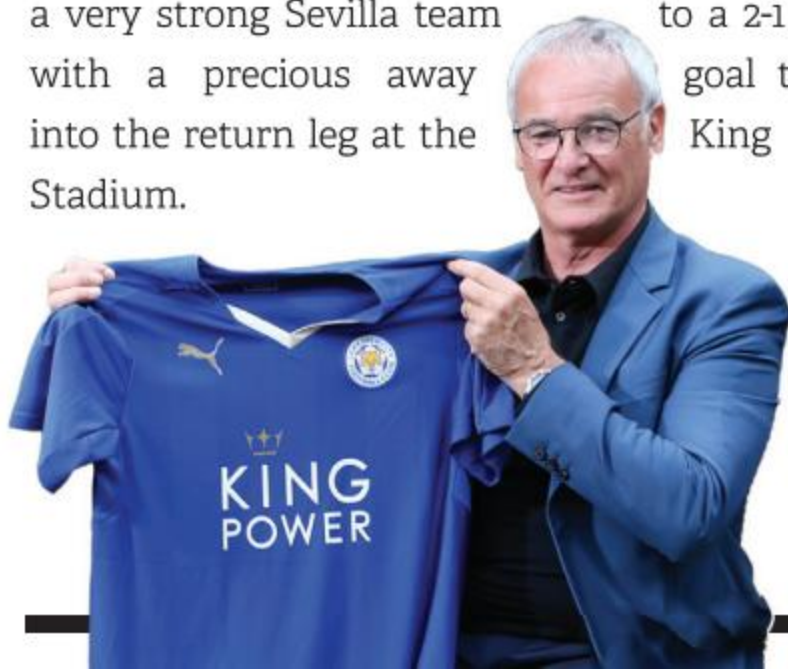 a very strong Sevilla team to a 2-1
with a precious away goal t
into the return leg at the King
Stadium.
KING
POWER